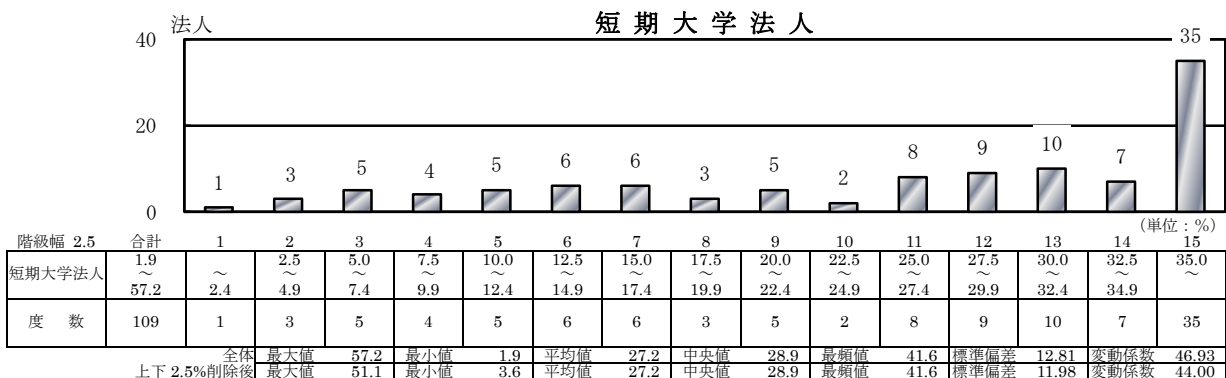 短期大学法人
法人
40
20
0
1 3 5 4 5 6 6 3 5 2 8 9 10 7 35
(単位:%)
階級幅 2.5 合計 1 2 3 4 5 6 7 8 9 10 11 12 13 14 15
短期大学法人 1.9～57.2 ～2.4 2.5～4.9 5.0～7.4 7.5～9.9 10.0～12.4 12.5～14.9 15.0～17.4 17.5～19.9 20.0～22.4 22.5～24.9 25.0～27.4 27.5～29.9 30.0～32.4 32.5～34.9 35.0～
度 数 109 1 3 5 4 5 6 6 3 5 2 8 9 10 7 35
全体 最大値 57.2 最小値 1.9 平均値 27.2 中央値 28.9 最頻値 41.6 標準偏差 12.81 変動係数 46.93
上下 2.5%削除後 最大値 51.1 最小値 3.6 平均値 27.2 中央値 28.9 最頻値 41.6 標準偏差 11.98 変動係数 44.00